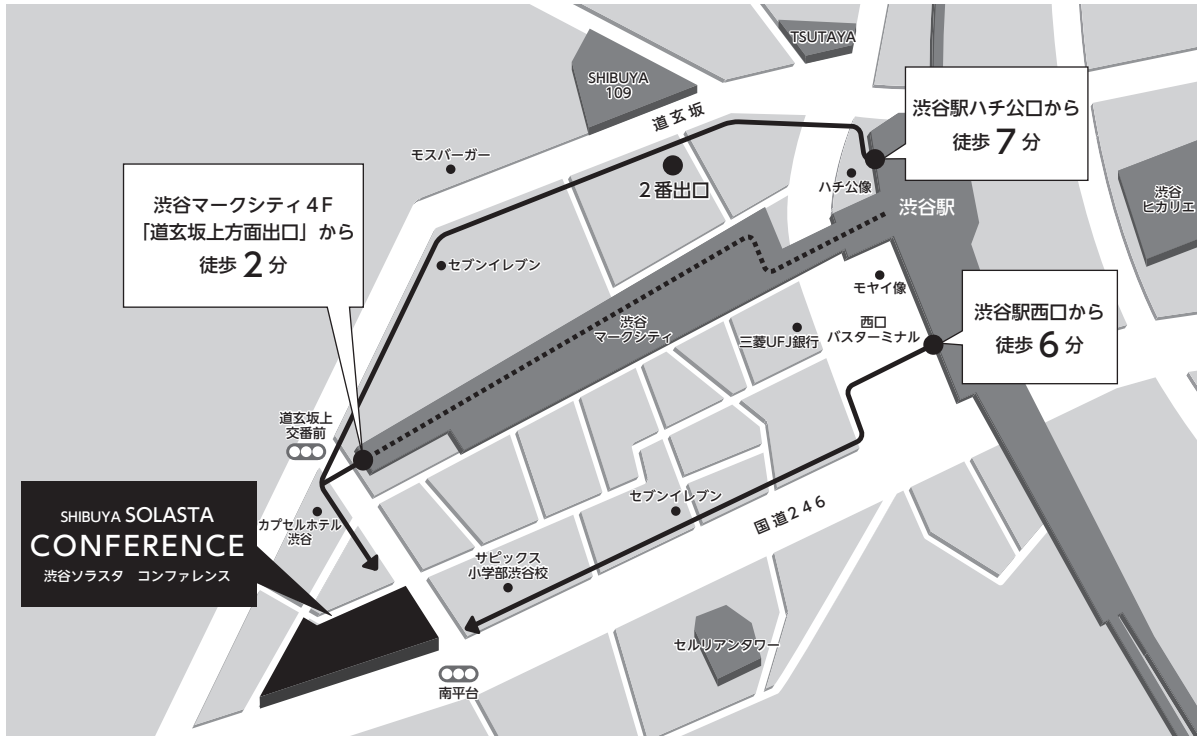 TSUTAYA
SHIBUYA
109
道玄坂
渋谷駅ハチ公口から
徒歩 7 分
モスバーガー
2番出口
ハチ公像
渋谷駅
渋谷
ヒカリエ
渋谷マークシティ4F
「道玄坂上方面出口」から
徒歩 2 分
セブンイレブン
モヤイ像
渋谷
マークシティ
三菱UFJ銀行
西口
バスターミナル
渋谷駅西口から
徒歩 6 分
道玄坂上
交番前
SHIBUYA SOLASTA
CONFERENCE
渋谷ソラスタ コンファレンス
カプセルホテル
渋谷
セブンイレブン
国道246
サピックス
小学部渋谷校
セルリアンタワー
南平台